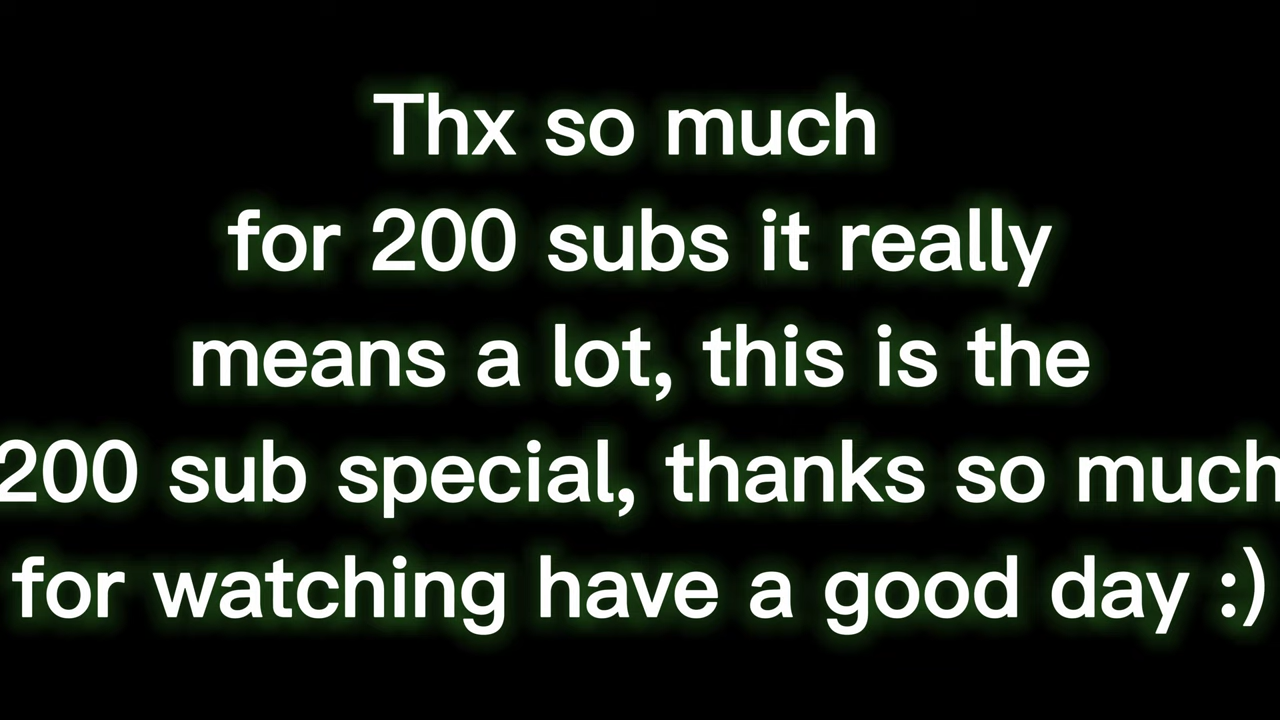 Thx so much
for 200 subs it really
means a lot, this is the
200 sub special, thanks so much
for watching have a good day :)